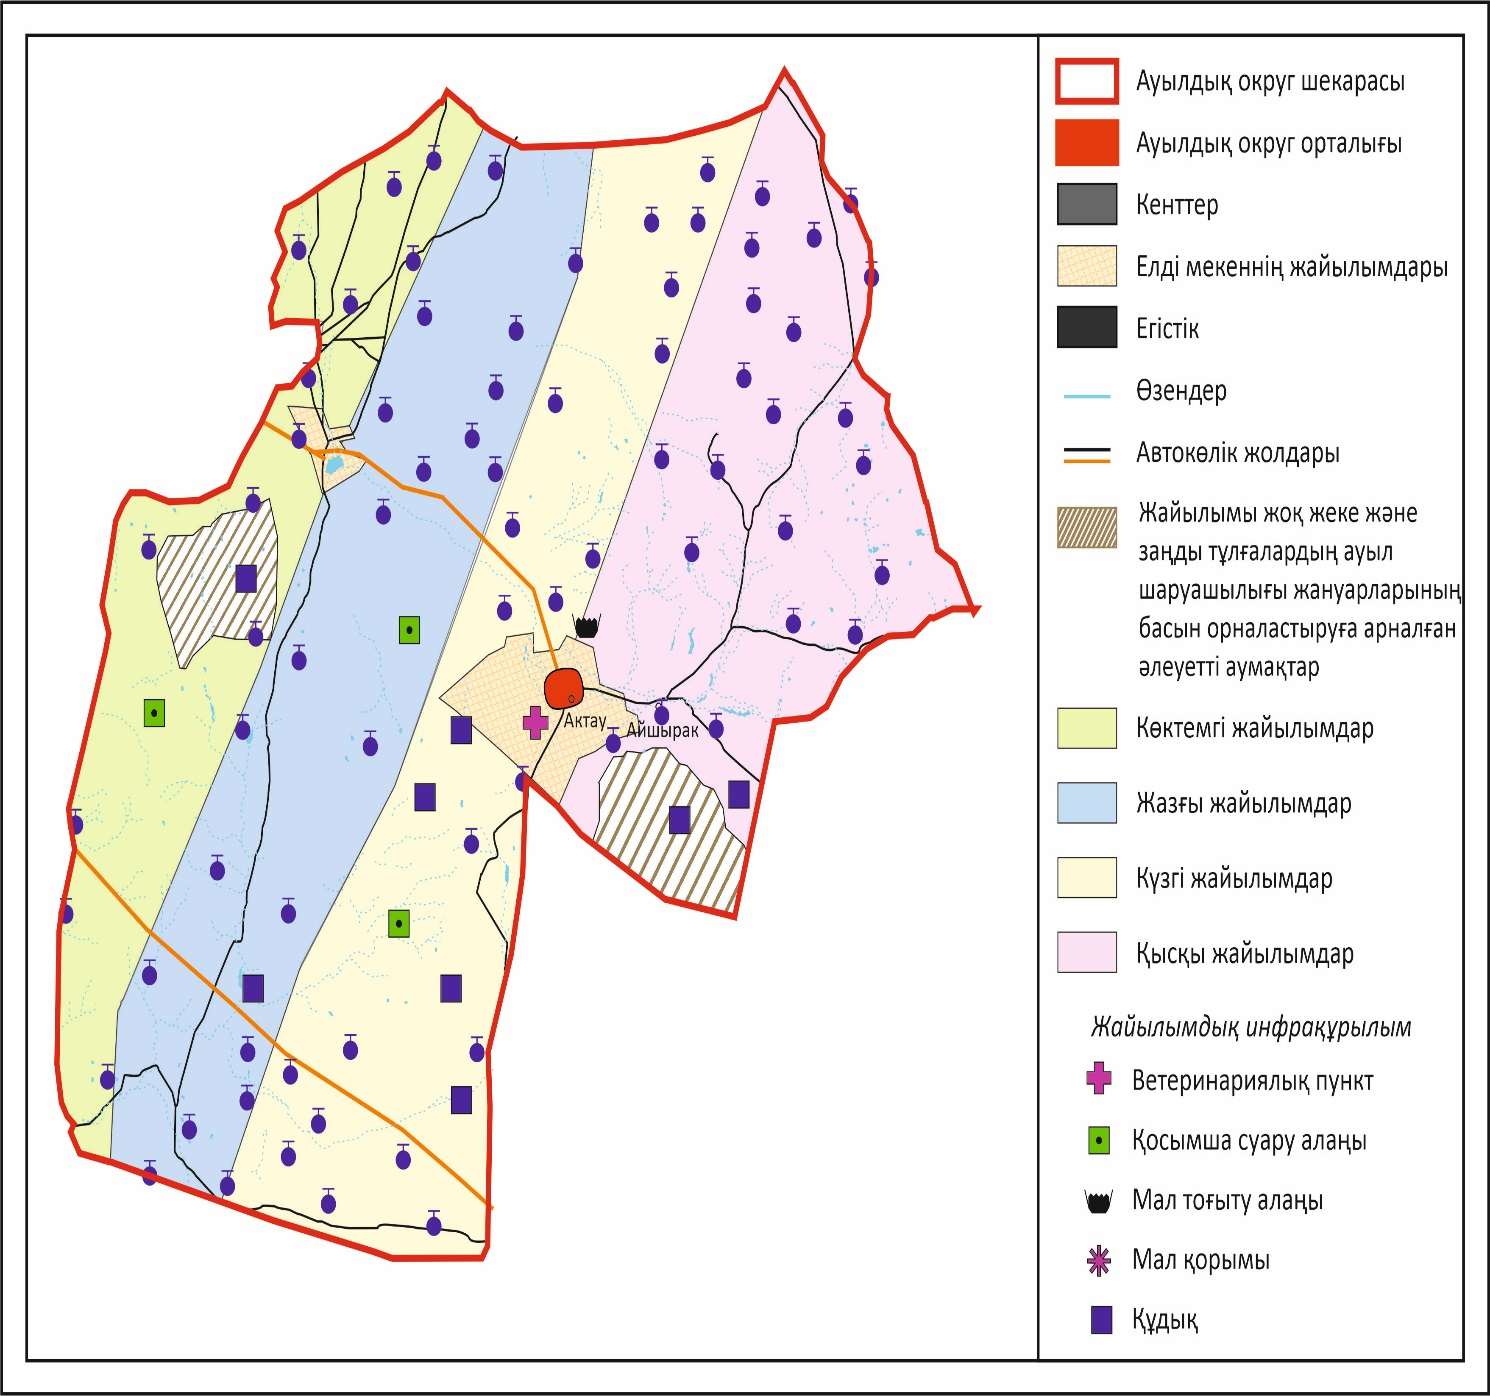 Актау
Айшырак
Ауылдық округ шекарасы
Ауылдық округ орталығы
Кенттер
Елді мекеннің жайылымдары
Егістік
Өзендер
Автокөлік жолдары
Жайылымы жоқ жеке және
заңды тұлғалардың ауыл
шаруашылығы жануарларының
басын орналастыруға арналған
әлеуетті аумақтар
Көктемгі жайылымдар
Жазғы жайылымдар
Күзгі жайылымдар
Қысқы жайылымдар
Жайылымдық инфрақұрылым
Ветеринариялық пункт
Қосымша суару алаңы
Мал тоғыту алаңы
Мал қорымы
Құдық